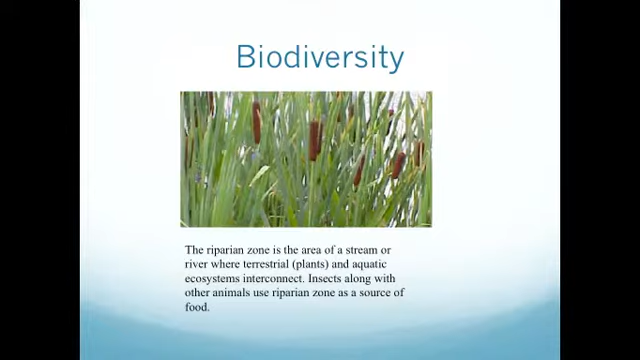 Biodiversity
The riparian zone is the area of a stream or
river where terrestrial (plants) and aquatic
ecosystems interconnect. Insects along with
other animals use riparian zone as a source of
food.